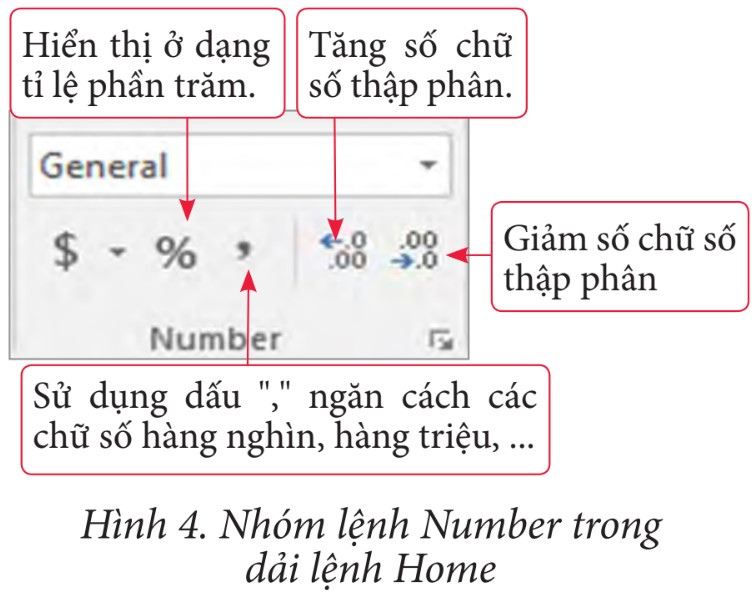 Hiển thị ở dạng
tỉ lệ phần trăm.
Tăng số chữ
số thập phân.
General
$ % , .0 .00
.00 .0
Giảm số chữ số
thập phân
Number
Sử dụng dấu "," ngăn cách các
chữ số hàng nghìn, hàng triệu, ...
Hình 4. Nhóm lệnh Number trong
dải lệnh Home